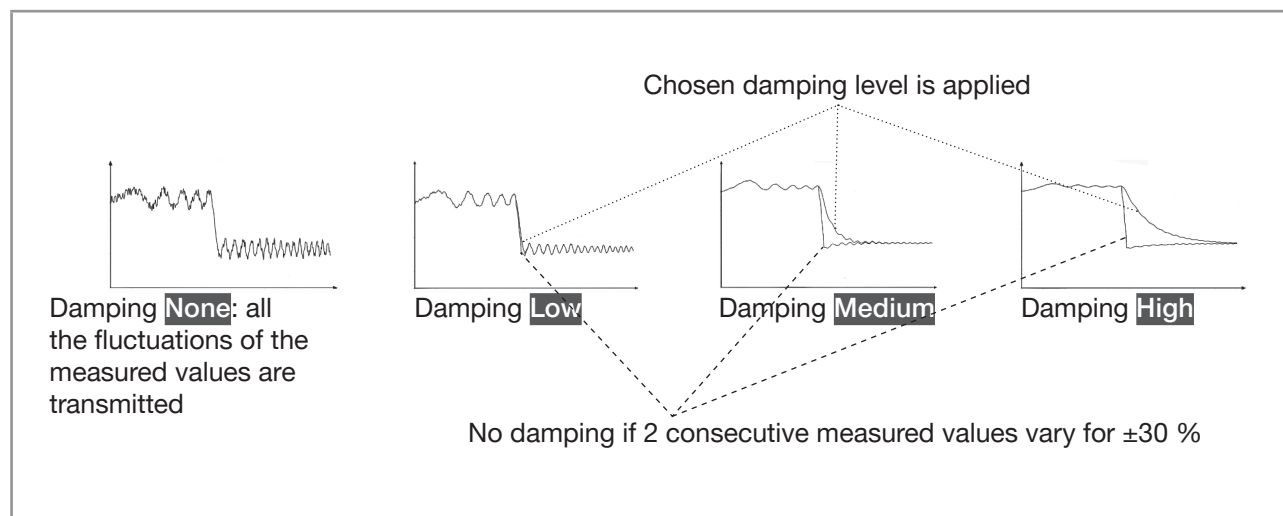 Chosen damping level is applied
Damping None: all
the fluctuations of the
measured values are
transmitted
Damping Low
Damping Medium
Damping High
No damping if 2 consecutive measured values vary for ±30 %